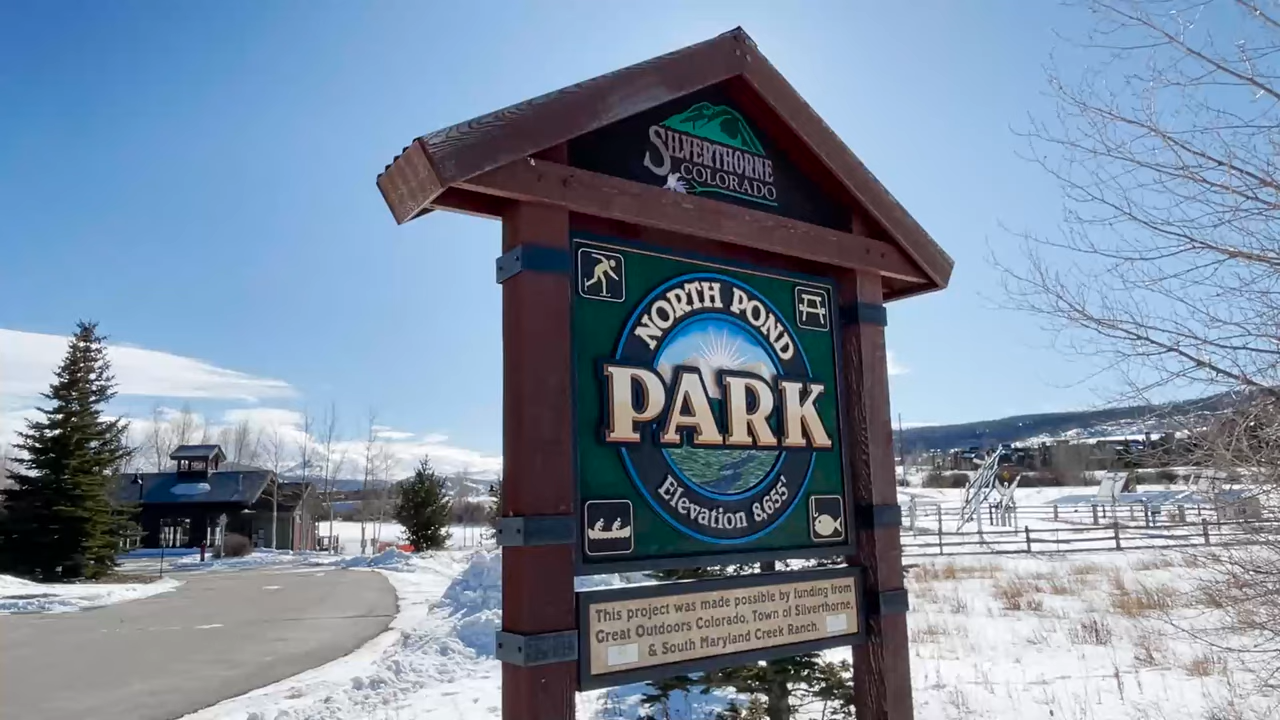 SILVERTHORNE
COLORADO
NORTH POND
PARK
Elevation 8,655'
This project was made possible by funding from
Great Outdoors Colorado, Town of Silverthorne,
& South Maryland Creek Ranch.